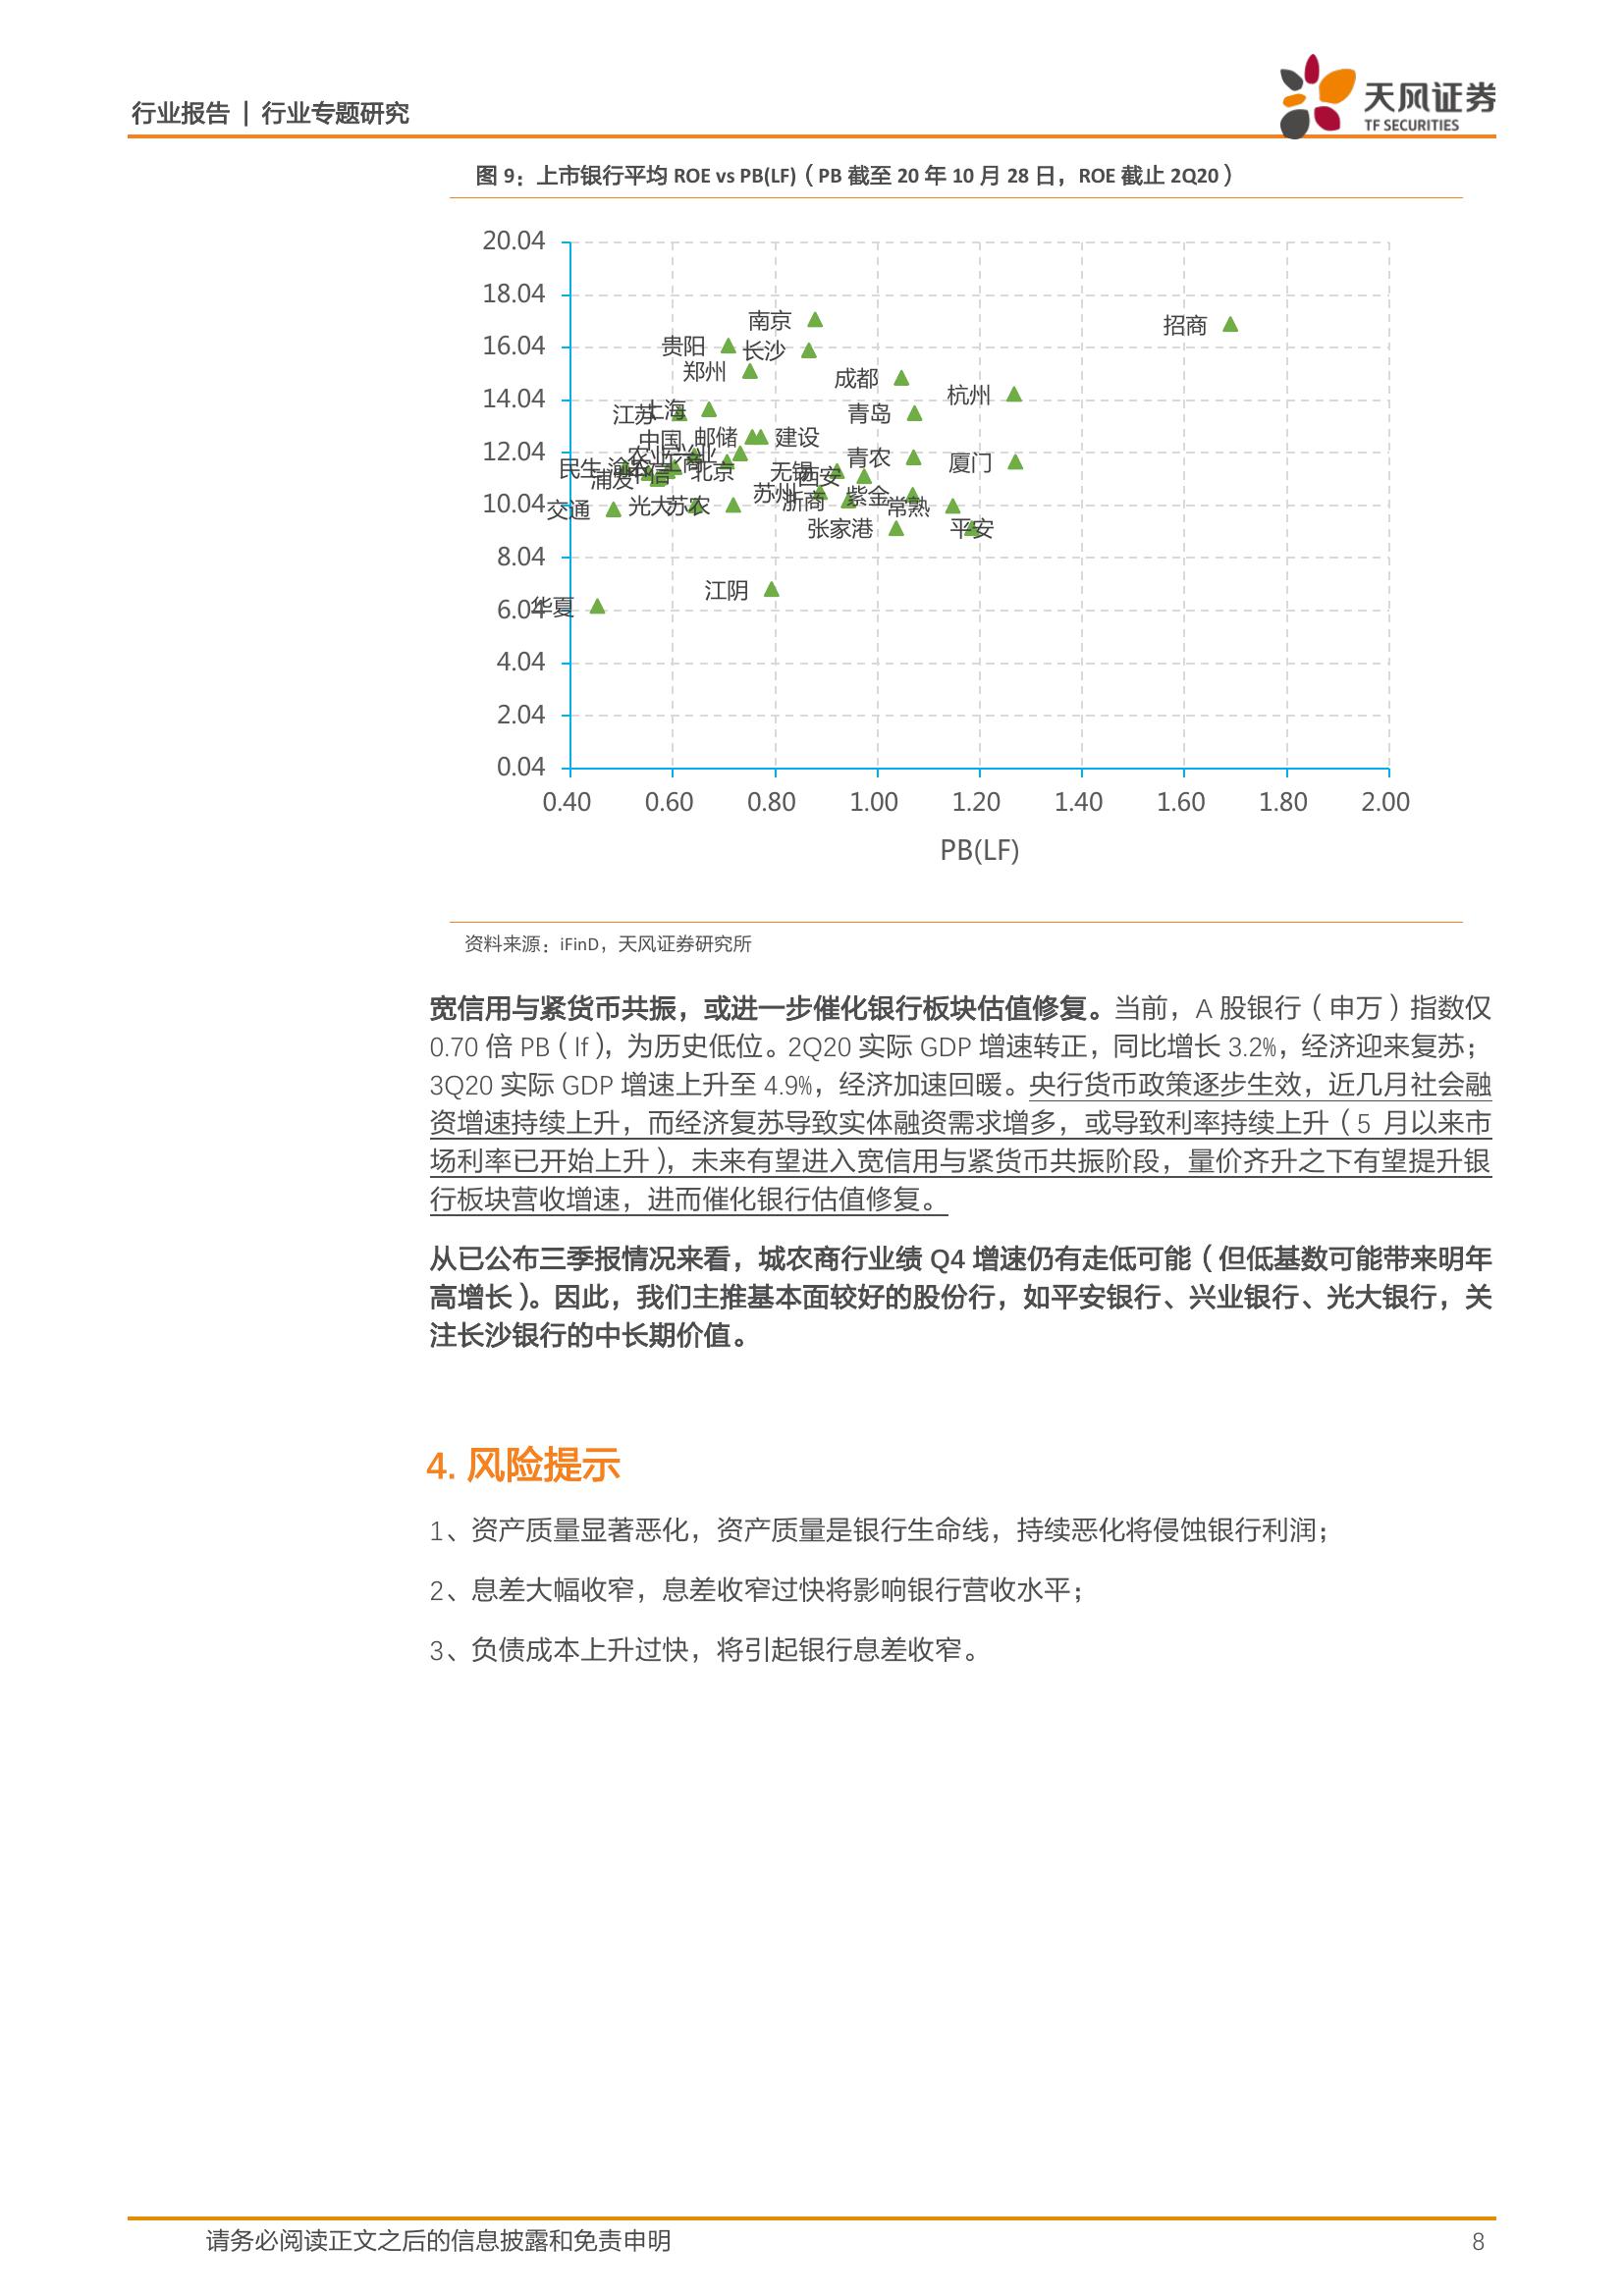 行业报告 | 行业专题研究
天风证券
TF SECURITIES
图 9：上市银行平均 ROE vs PB(LF)（PB 截至 20 年 10 月 28 日，ROE 截止 2Q20）
20.04
18.04
16.04
14.04
12.04
10.04
8.04
6.04
4.04
2.04
0.04
南京
招商
贵阳
长沙
郑州
成都
杭州
江苏
上海
青岛
中国
邮储
建设
农业
兴业
青农
厦门
民生
渝农
工商
北京
无锡
西安
浦发
中信
苏州
浙商
紫金
常熟
交通
光大
苏农
张家港
平安
江阴
华夏
0.40
0.60
0.80
1.00
1.20
1.40
1.60
1.80
2.00
PB(LF)
资料来源：iFinD，天风证券研究所
宽信用与紧货币共振，或进一步催化银行板块估值修复。当前，A 股银行（申万）指数仅
0.70 倍 PB（lf），为历史低位。2Q20 实际 GDP 增速转正，同比增长 3.2%，经济迎来复苏；
3Q20 实际 GDP 增速上升至 4.9%，经济加速回暖。央行货币政策逐步生效，近几月社会融
资增速持续上升，而经济复苏导致实体融资需求增多，或导致利率持续上升（5 月以来市
场利率已开始上升），未来有望进入宽信用与紧货币共振阶段，量价齐升之下有望提升银
行板块营收增速，进而催化银行估值修复。
从已公布三季报情况来看，城农商行业绩 Q4 增速仍有走低可能（但低基数可能带来明年
高增长）。因此，我们主推基本面较好的股份行，如平安银行、兴业银行、光大银行，关
注长沙银行的中长期价值。
4. 风险提示
1、资产质量显著恶化，资产质量是银行生命线，持续恶化将侵蚀银行利润；
2、息差大幅收窄，息差收窄过快将影响银行营收水平；
3、负债成本上升过快，将引起银行息差收窄。
请务必阅读正文之后的信息披露和免责申明
8